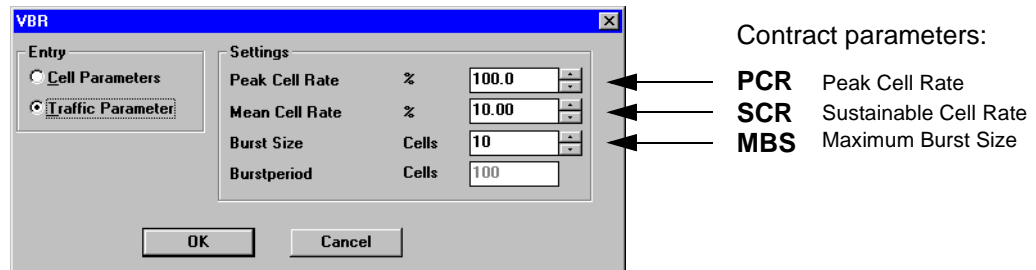 VBR
Entry
Cell Parameters
Traffic Parameter
Settings
Peak Cell Rate % 100.0
Mean Cell Rate % 10.00
Burst Size Cells 10
Burstperiod Cells 100
OK Cancel
Contract parameters:
PCR Peak Cell Rate
SCR Sustainable Cell Rate
MBS Maximum Burst Size